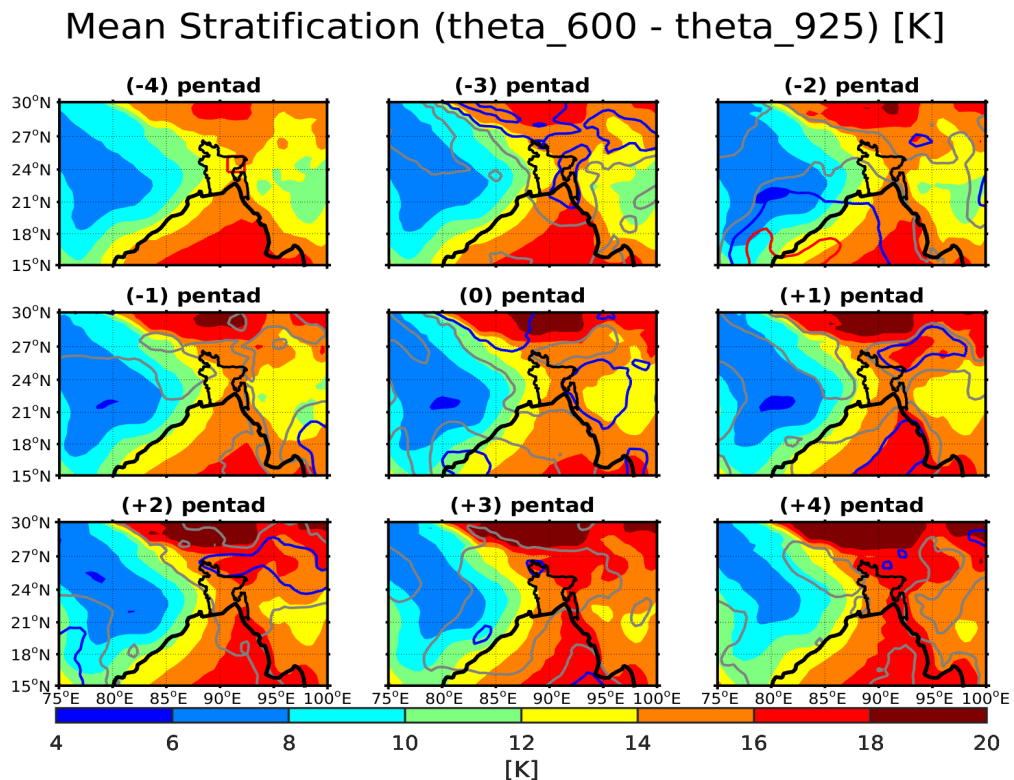 Mean Stratification (theta_600 - theta_925) [K]
(-4) pentad (-3) pentad (-2) pentad
30°N
27°N
24°N
21°N
18°N
15°N
(-1) pentad (0) pentad (+1) pentad
30°N
27°N
24°N
21°N
18°N
15°N
(+2) pentad (+3) pentad (+4) pentad
30°N
27°N
24°N
21°N
18°N
15°N
75°E 80°E 85°E 90°E 95°E 100°E 75°E 80°E 85°E 90°E 95°E 100°E 75°E 80°E 85°E 90°E 95°E 100°E
4 6 8 10 12 14 16 18 20
[K]